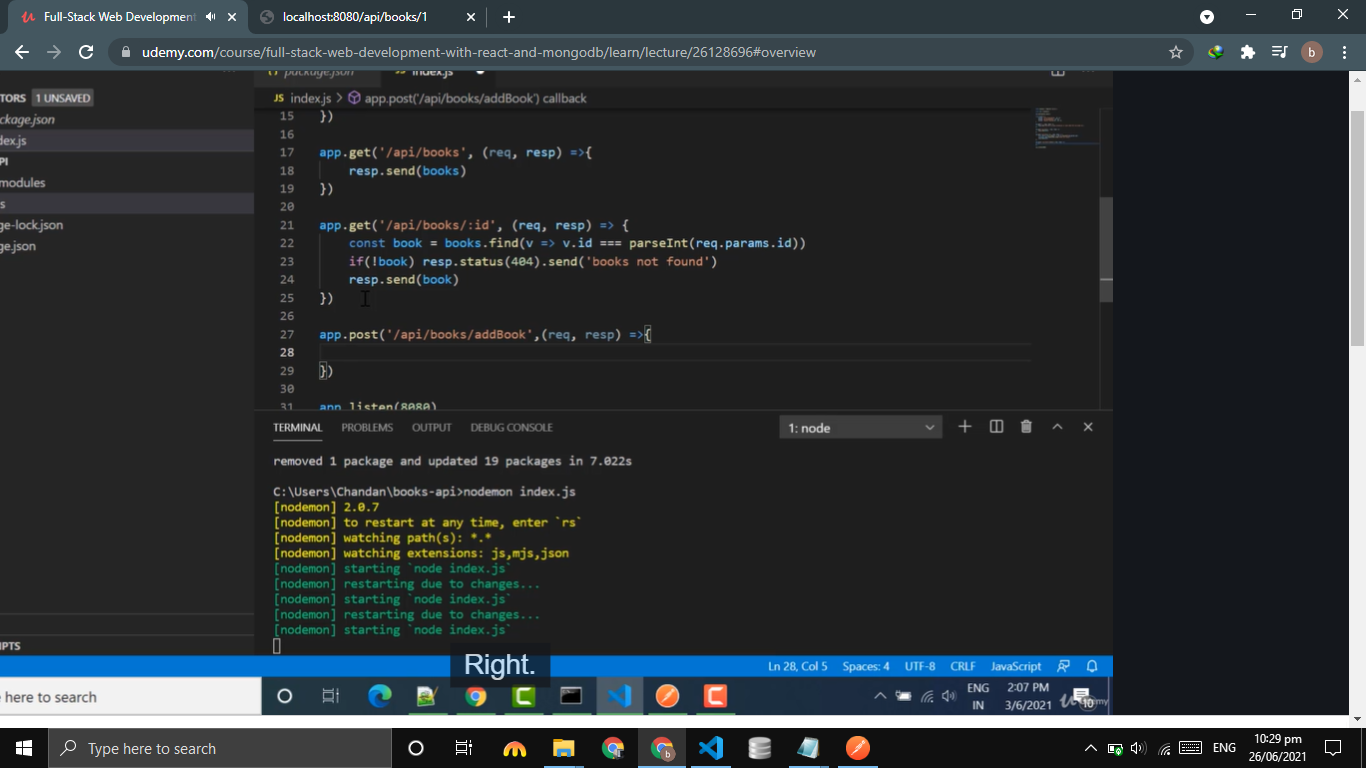 Full-Stack Web Development
localhost:8080/api/books/1
udemy.com/course/full-stack-web-development-with-react-and-mongodb/learn/lecture/26128696#overview
b
package.json
index.js
TORS 1 UNSAVED
JS index.js > app.post('/api/books/addBook') callback
ckage.json
dex.js
PI
modules
s
ge-lock.json
ge.json
15 })
16
17 app.get('/api/books', (req, resp) =>{
18 resp.send(books)
19 })
20
21 app.get('/api/books/:id', (req, resp) => {
22 const book = books.find(v => v.id === parseInt(req.params.id))
23 if(!book) resp.status(404).send('books not found')
24 resp.send(book)
25 })
26
27 app.post('/api/books/addBook',(req, resp) =>{
28
29 })
30
31 app.listen(8080)
TERMINAL PROBLEMS OUTPUT DEBUG CONSOLE 1: node
removed 1 package and updated 19 packages in 7.022s
C:\Users\Chandan\books-api>nodemon index.js
[nodemon] 2.0.7
[nodemon] to restart at any time, enter `rs`
[nodemon] watching path(s): *.*
[nodemon] watching extensions: js,mjs,json
[nodemon] starting `node index.js`
[nodemon] restarting due to changes...
[nodemon] starting `node index.js`
[nodemon] restarting due to changes...
[nodemon] starting `node index.js`
IPTS
Right.
Ln 28, Col 5 Spaces: 4 UTF-8 CRLF JavaScript
here to search
ENG
IN
2:07 PM
3/6/2021
10
Type here to search
b
ENG
10:29 pm
26/06/2021